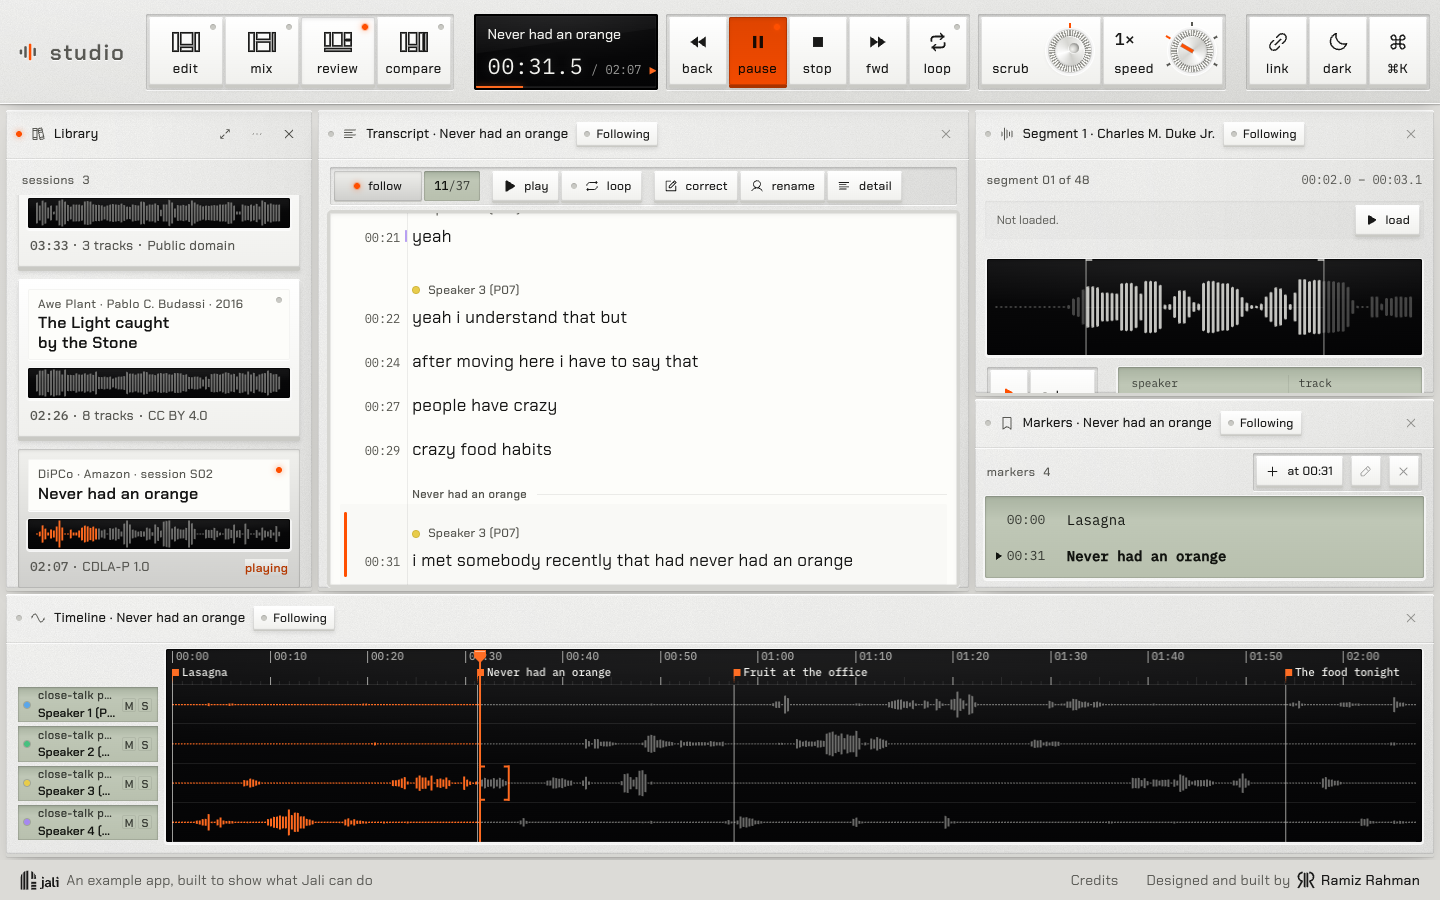 studio
edit
mix
review
compare
Never had an orange
00:31.5 / 02:07
back
pause
stop
fwd
loop
scrub
1×
speed
link
dark
⌘K
Library
sessions 3
03:33 · 3 tracks · Public domain
Awe Plant · Pablo C. Budassi · 2016
The Light caught
by the Stone
02:26 · 8 tracks · CC BY 4.0
DiPCo · Amazon · session S02
Never had an orange
02:07 · CDLA-P 1.0
playing
Transcript · Never had an orange
Following
follow
11/37
play
loop
correct
rename
detail
00:21 yeah
Speaker 3 (P07)
00:22 yeah i understand that but
00:24 after moving here i have to say that
00:27 people have crazy
00:29 crazy food habits
Never had an orange
Speaker 3 (P07)
00:31 i met somebody recently that had never had an orange
Segment 1 · Charles M. Duke Jr.
Following
segment 01 of 48
00:02.0 – 00:03.1
Not loaded.
load
speaker
track
Markers · Never had an orange
Following
markers 4
at 00:31
00:00 Lasagna
00:31 Never had an orange
Timeline · Never had an orange
Following
00:00 00:10 00:20 00:30 00:40 00:50 01:00 01:10 01:20 01:30 01:40 01:50 02:00
Lasagna Never had an orange Fruit at the office The food tonight
close-talk p...
Speaker 1 (P... M S
close-talk p...
Speaker 2 (... M S
close-talk p...
Speaker 3 (... M S
close-talk p...
Speaker 4 (... M S
jali An example app, built to show what Jali can do
Credits
Designed and built by Ramiz Rahman